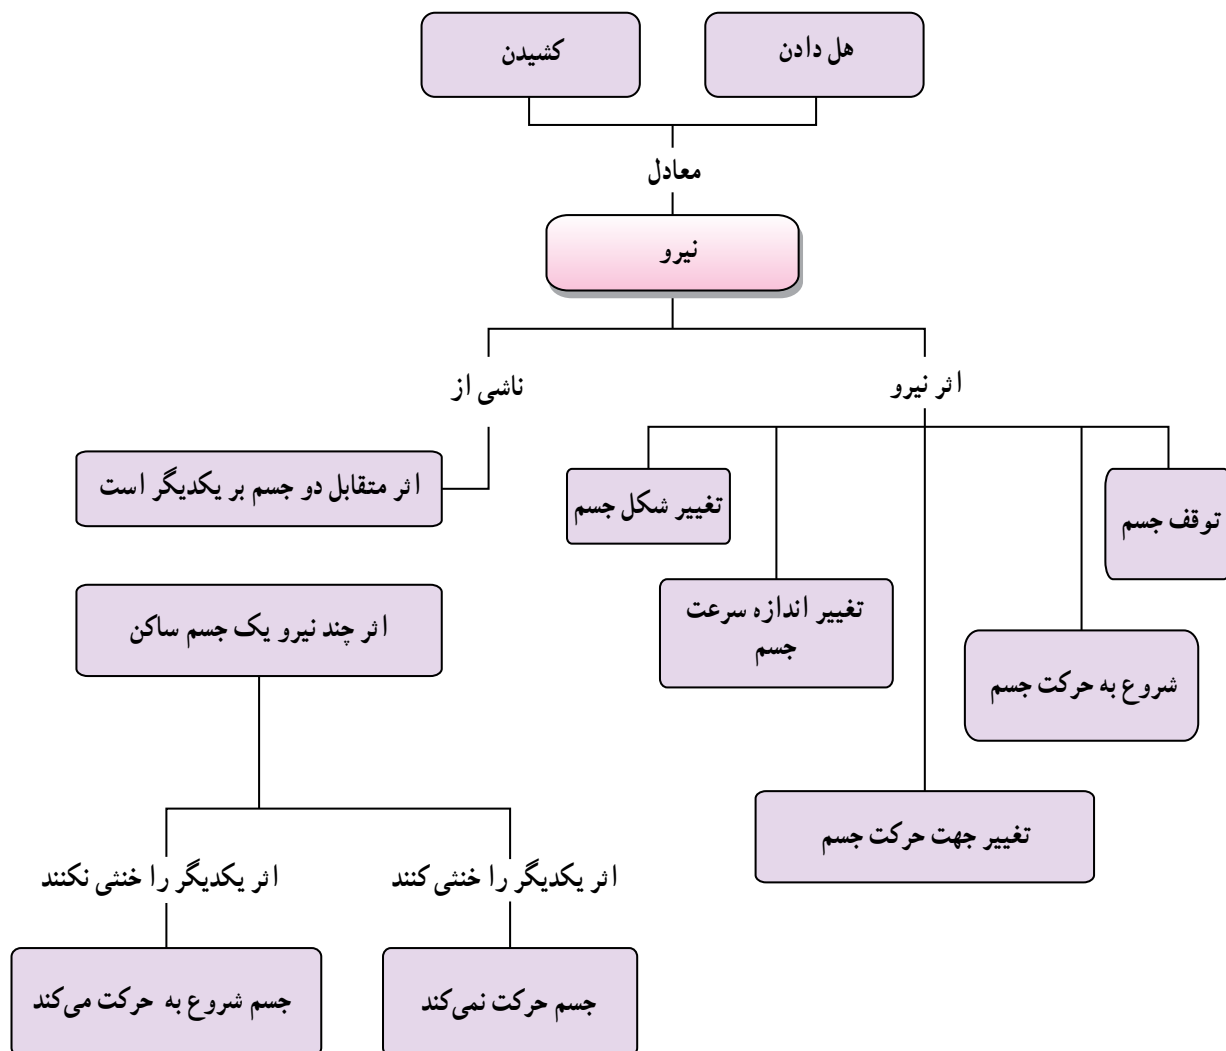 هل دادن
کشیدن
معادل
نیرو
اثر نیرو
ناشی از
توقف جسم
شروع به حرکت جسم
تغییر جهت حرکت جسم
تغییر اندازه سرعت
جسم
تغییر شکل جسم
اثر متقابل دو جسم بر یکدیگر است
اثر چند نیرو یک جسم ساکن
اثر یکدیگر را خنثی کنند
اثر یکدیگر را خنثی نکنند
جسم حرکت نمی‌کند
جسم شروع به حرکت می‌کند